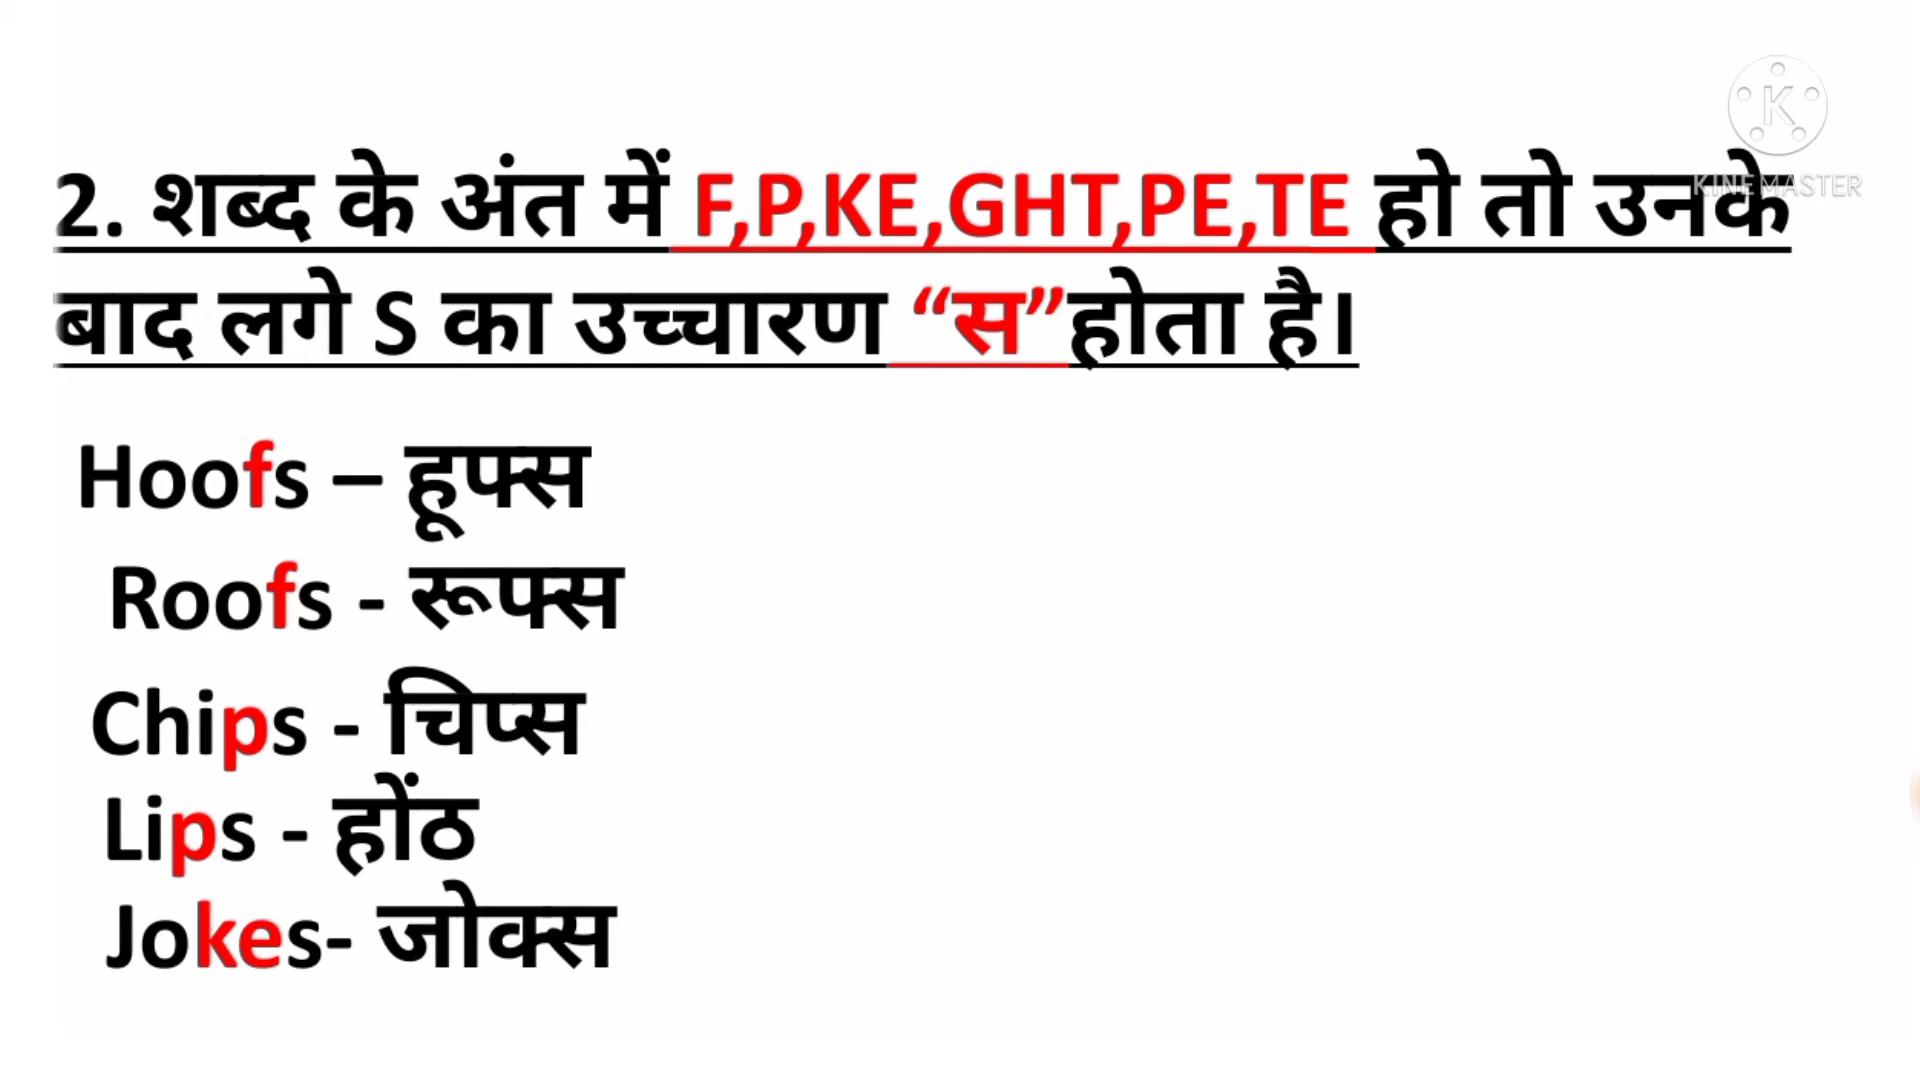 K
KINEMASTER
2. शब्द के अंत में F,P,KE,GHT,PE,TE हो तो उनके
बाद लगे S का उच्चारण “स”होता है।
Hoofs – हूफ्स
Roofs - रूफ्स
Chips - चिप्स
Lips - होंठ
Jokes- जोक्स